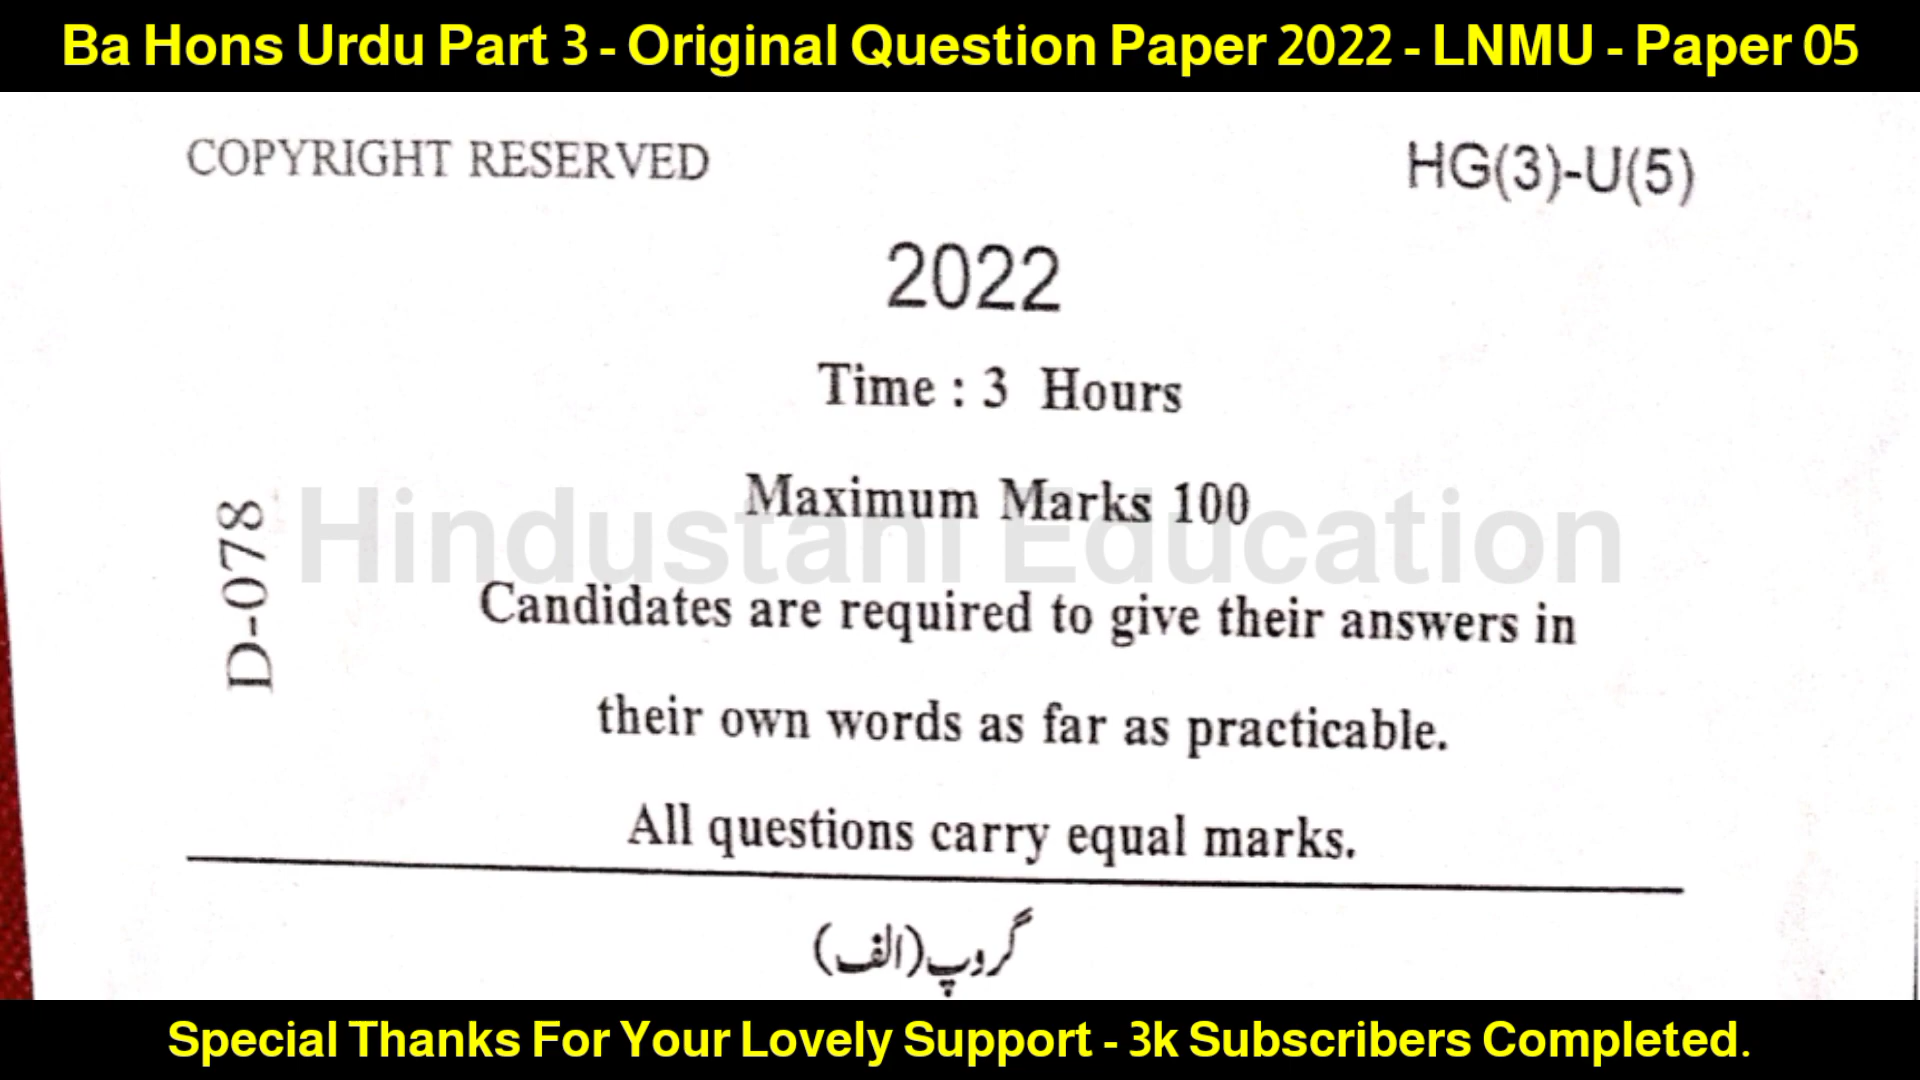 Ba Hons Urdu Part 3 - Original Question Paper 2022 - LNMU - Paper 05
COPYRIGHT RESERVED
HG(3)-U(5)
2022
Time : 3 Hours
Maximum Marks 100
Hindustani Education
D-078
Candidates are required to give their answers in
their own words as far as practicable.
All questions carry equal marks.
گروپ (الف)
Special Thanks For Your Lovely Support - 3k Subscribers Completed.